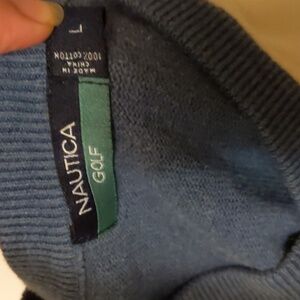 NAUTICA
GOLF
L
100% COTTON
MADE IN
CHINA